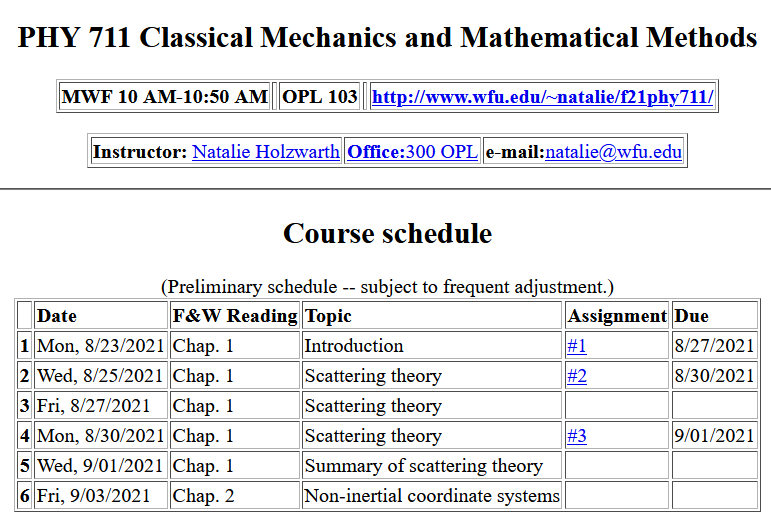 PHY 711 Classical Mechanics and Mathematical Methods
MWF 10 AM-10:50 AM OPL 103 http://www.wfu.edu/~natalie/f21phy711/
Instructor: Natalie Holzwarth Office:300 OPL e-mail:natalie@wfu.edu
Course schedule
(Preliminary schedule -- subject to frequent adjustment.)
Date F&W Reading Topic Assignment Due
1 Mon, 8/23/2021 Chap. 1 Introduction #1 8/27/2021
2 Wed, 8/25/2021 Chap. 1 Scattering theory #2 8/30/2021
3 Fri, 8/27/2021 Chap. 1 Scattering theory
4 Mon, 8/30/2021 Chap. 1 Scattering theory #3 9/01/2021
5 Wed, 9/01/2021 Chap. 1 Summary of scattering theory
6 Fri, 9/03/2021 Chap. 2 Non-inertial coordinate systems